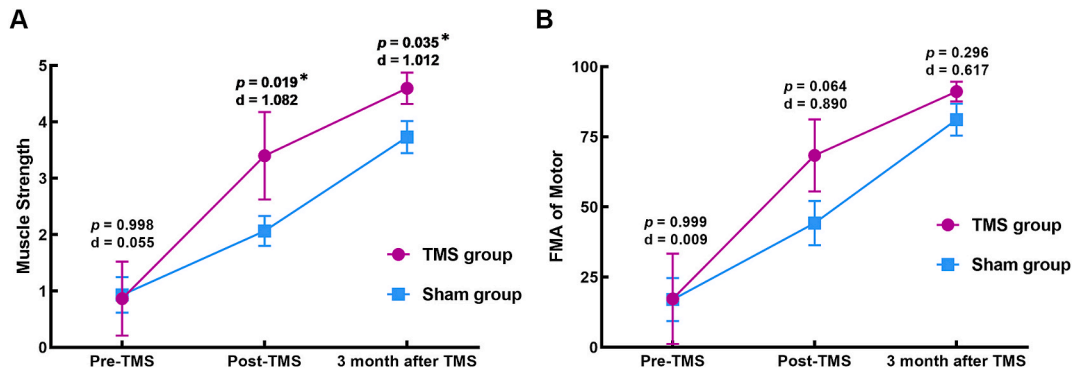 A
p = 0.035 *
d = 1.012
p = 0.019 *
d = 1.082
p = 0.998
d = 0.055
Muscle Strength
5
4
3
2
1
0
TMS group
Sham group
Pre-TMS
Post-TMS
3 month after TMS
B
p = 0.296
d = 0.617
p = 0.064
d = 0.890
p = 0.999
d = 0.009
FMA of Motor
100
75
50
25
0
TMS group
Sham group
Pre-TMS
Post-TMS
3 month after TMS